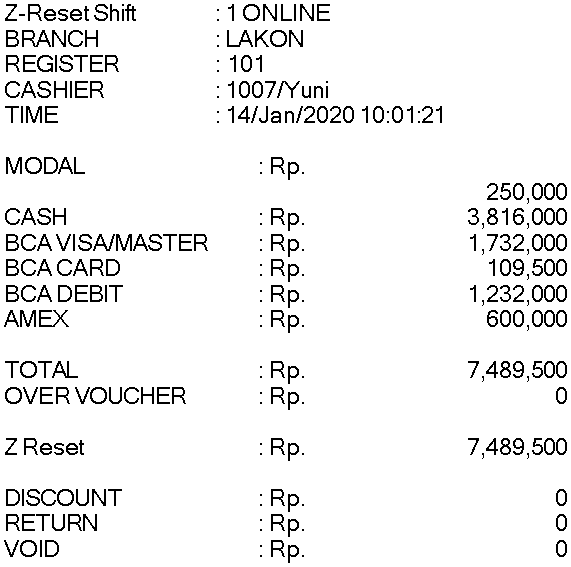 Z-Reset Shift : 1 ONLINE
BRANCH : LAKON
REGISTER : 101
CASHIER : 1007/Yuni
TIME : 14/Jan/2020 10:01:21
MODAL : Rp.
250,000
CASH : Rp. 3,816,000
BCA VISA/MASTER : Rp. 1,732,000
BCA CARD : Rp. 109,500
BCA DEBIT : Rp. 1,232,000
AMEX : Rp. 600,000
TOTAL : Rp. 7,489,500
OVER VOUCHER : Rp. 0
Z Reset : Rp. 7,489,500
DISCOUNT : Rp. 0
RETURN : Rp. 0
VOID : Rp. 0